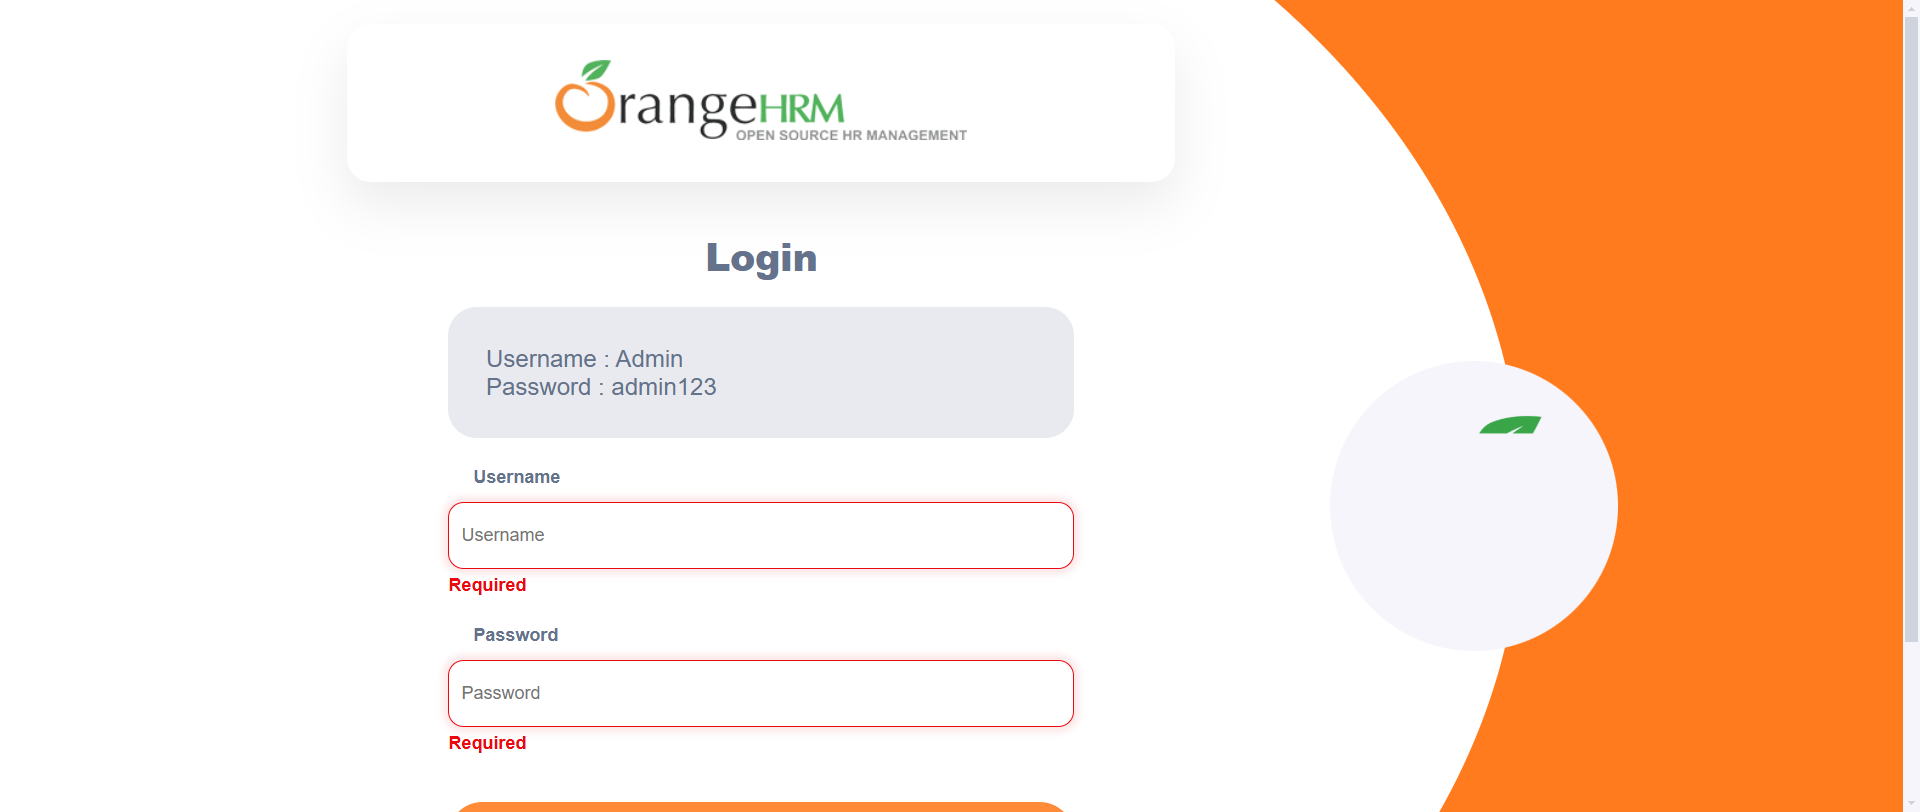 OrangeHRM
OPEN SOURCE HR MANAGEMENT
Login
Username : Admin
Password : admin123
Username
Username
Required
Password
Password
Required